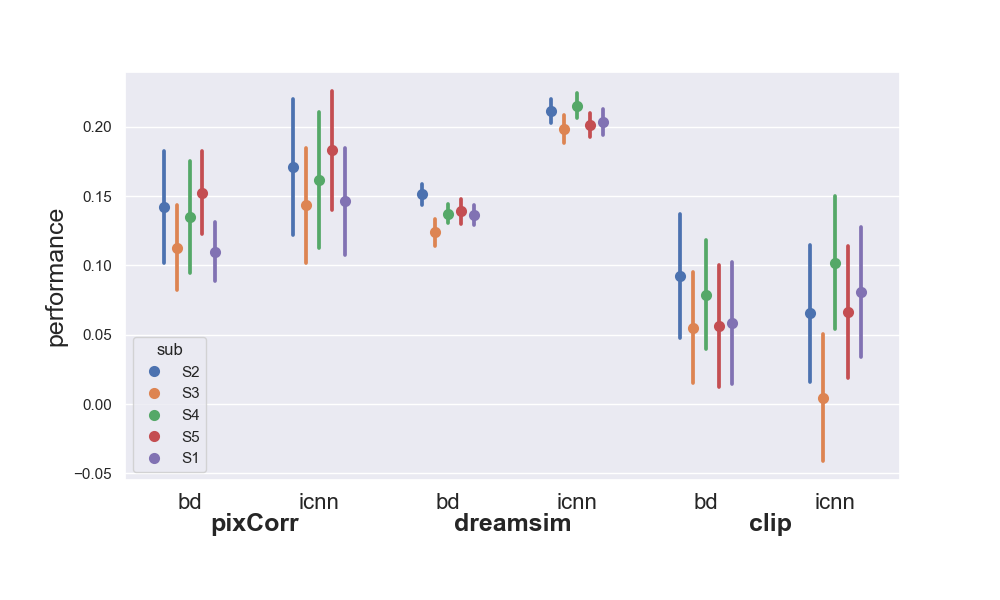 0.20
0.15
0.10
0.05
0.00
−0.05
performance
sub
S2
S3
S4
S5
S1
bd icnn bd icnn bd icnn
pixCorr dreamsim clip